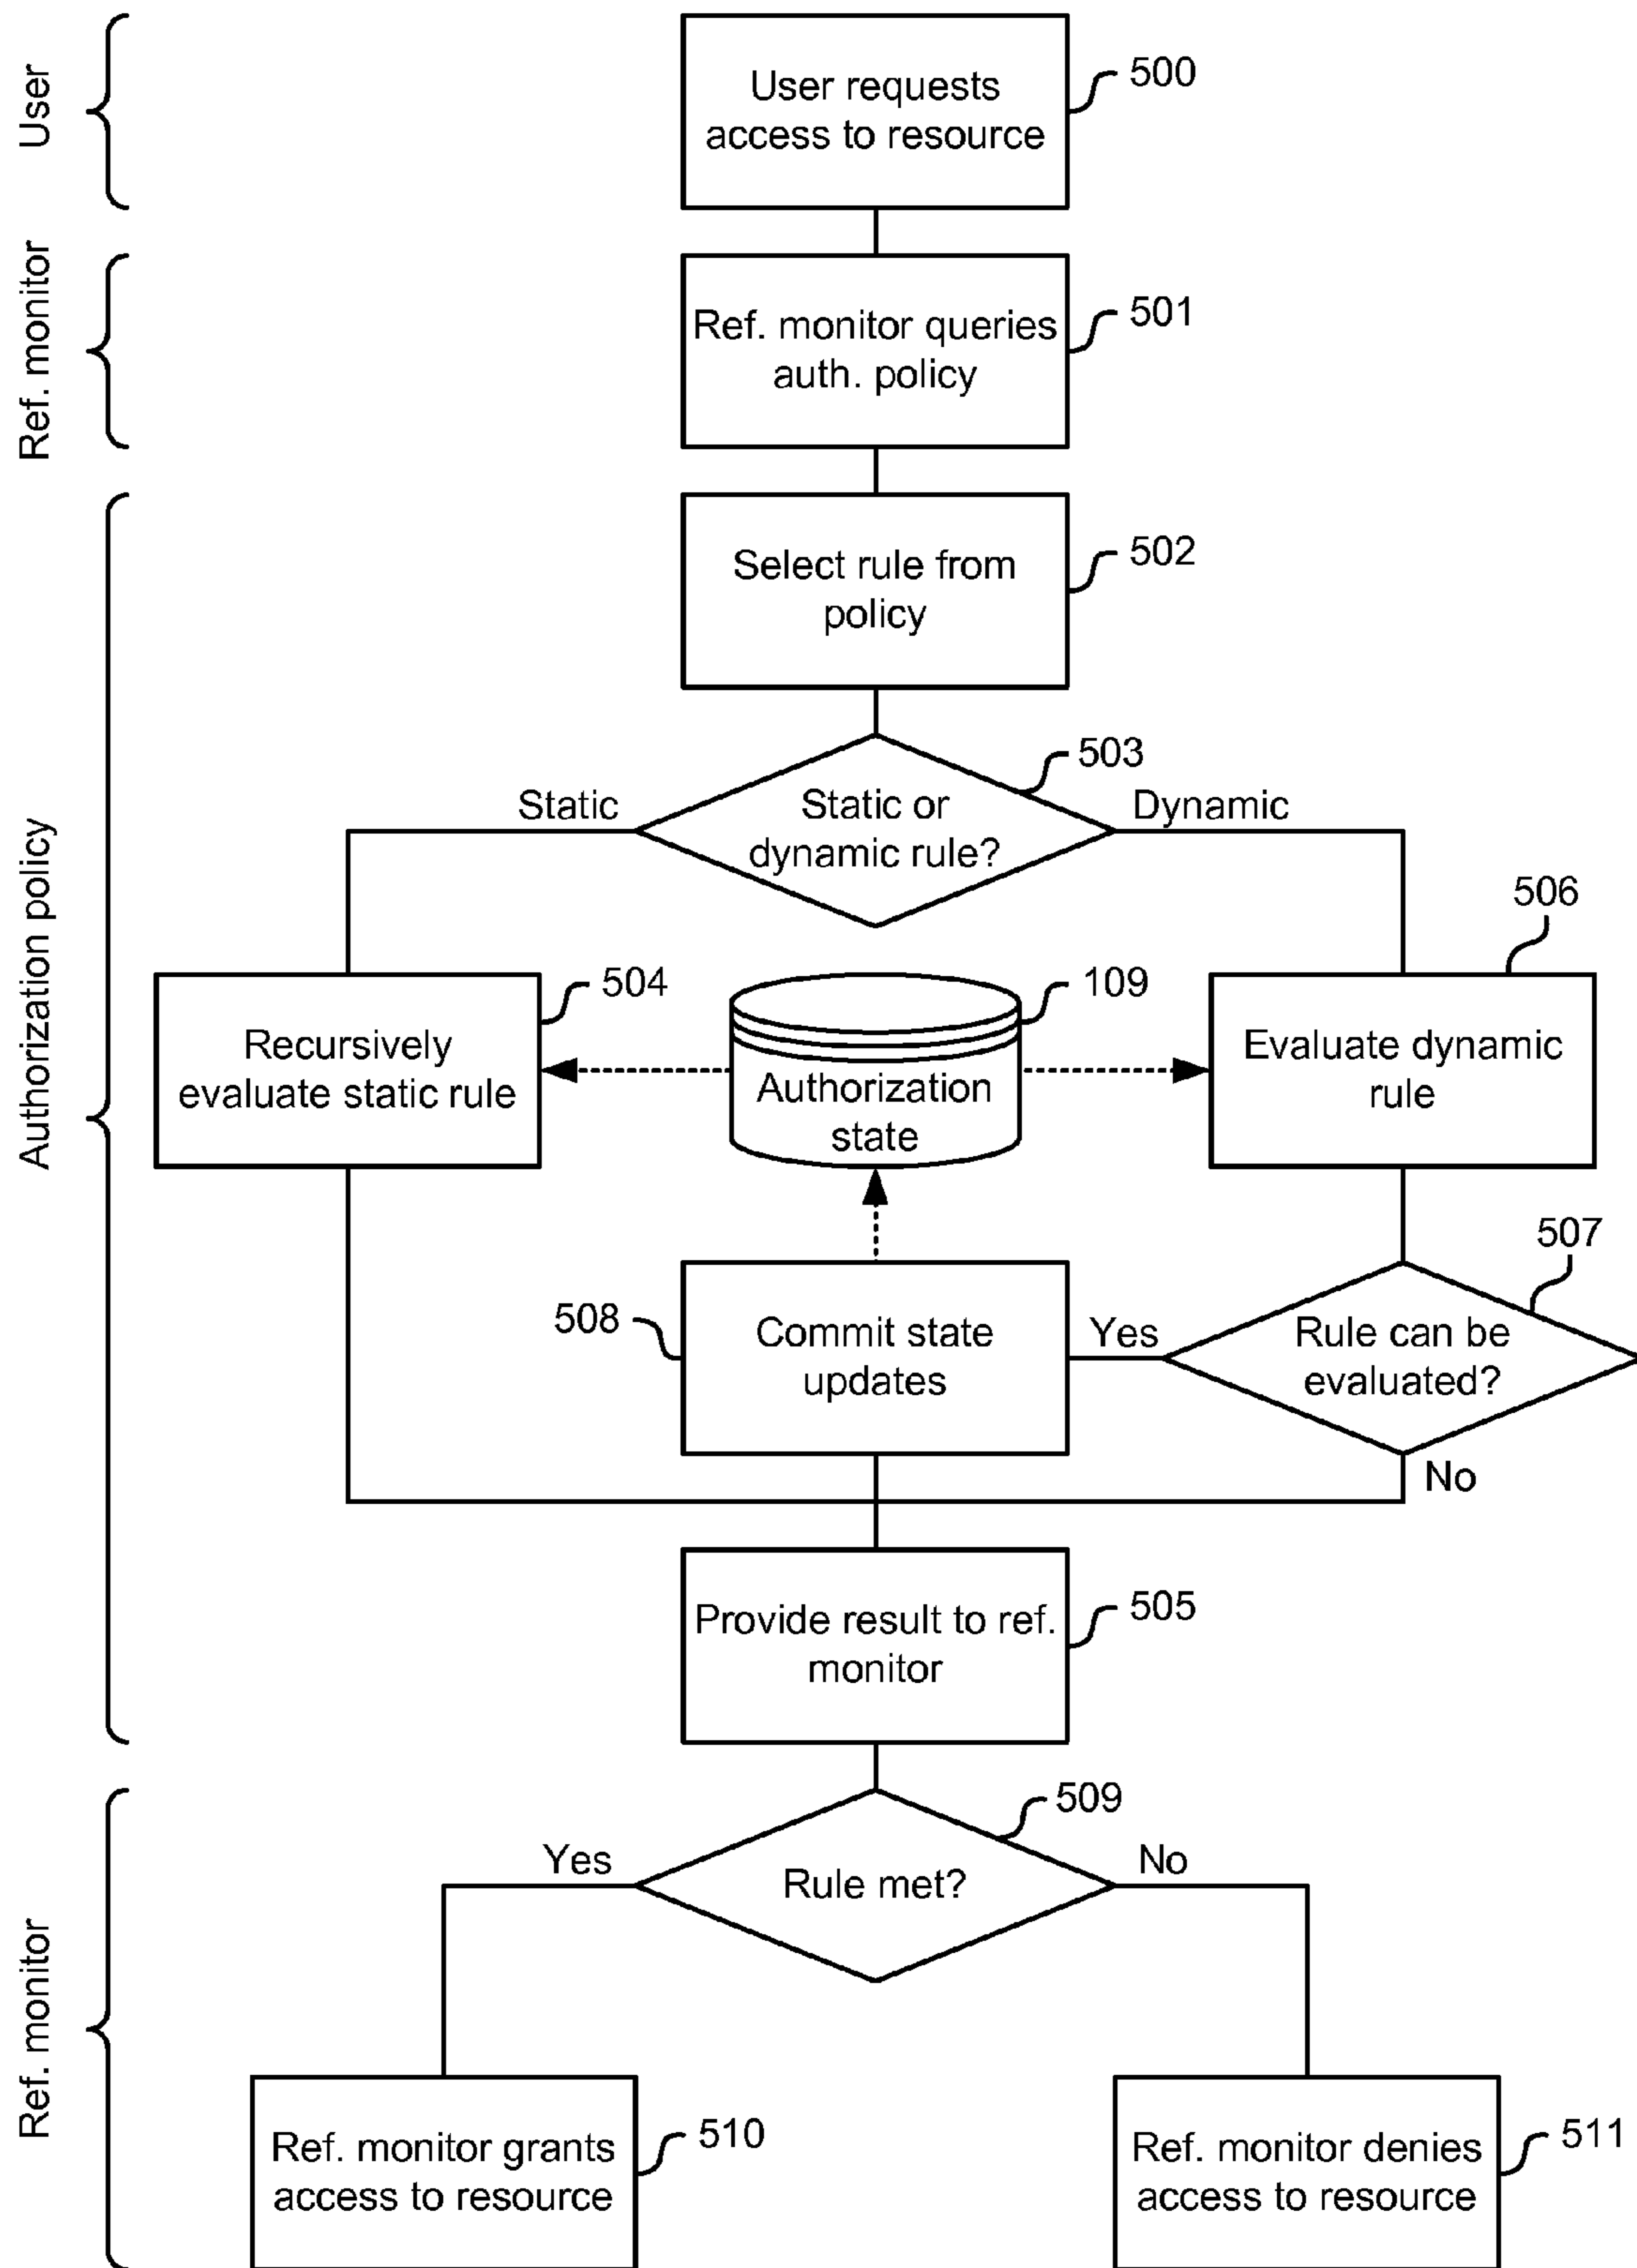 User
User requests
access to resource
500
Ref. monitor
Ref. monitor queries
auth. policy
501
Authorization policy
Select rule from
policy
502
503
Static
Static or
dynamic rule?
Dynamic
506
504
109
Recursively
evaluate static rule
Authorization
state
Evaluate dynamic
rule
507
508
Commit state
updates
Yes
Rule can be
evaluated?
No
Provide result to ref.
monitor
505
Ref. monitor
509
Yes
Rule met?
No
Ref. monitor grants
access to resource
510
Ref. monitor denies
access to resource
511